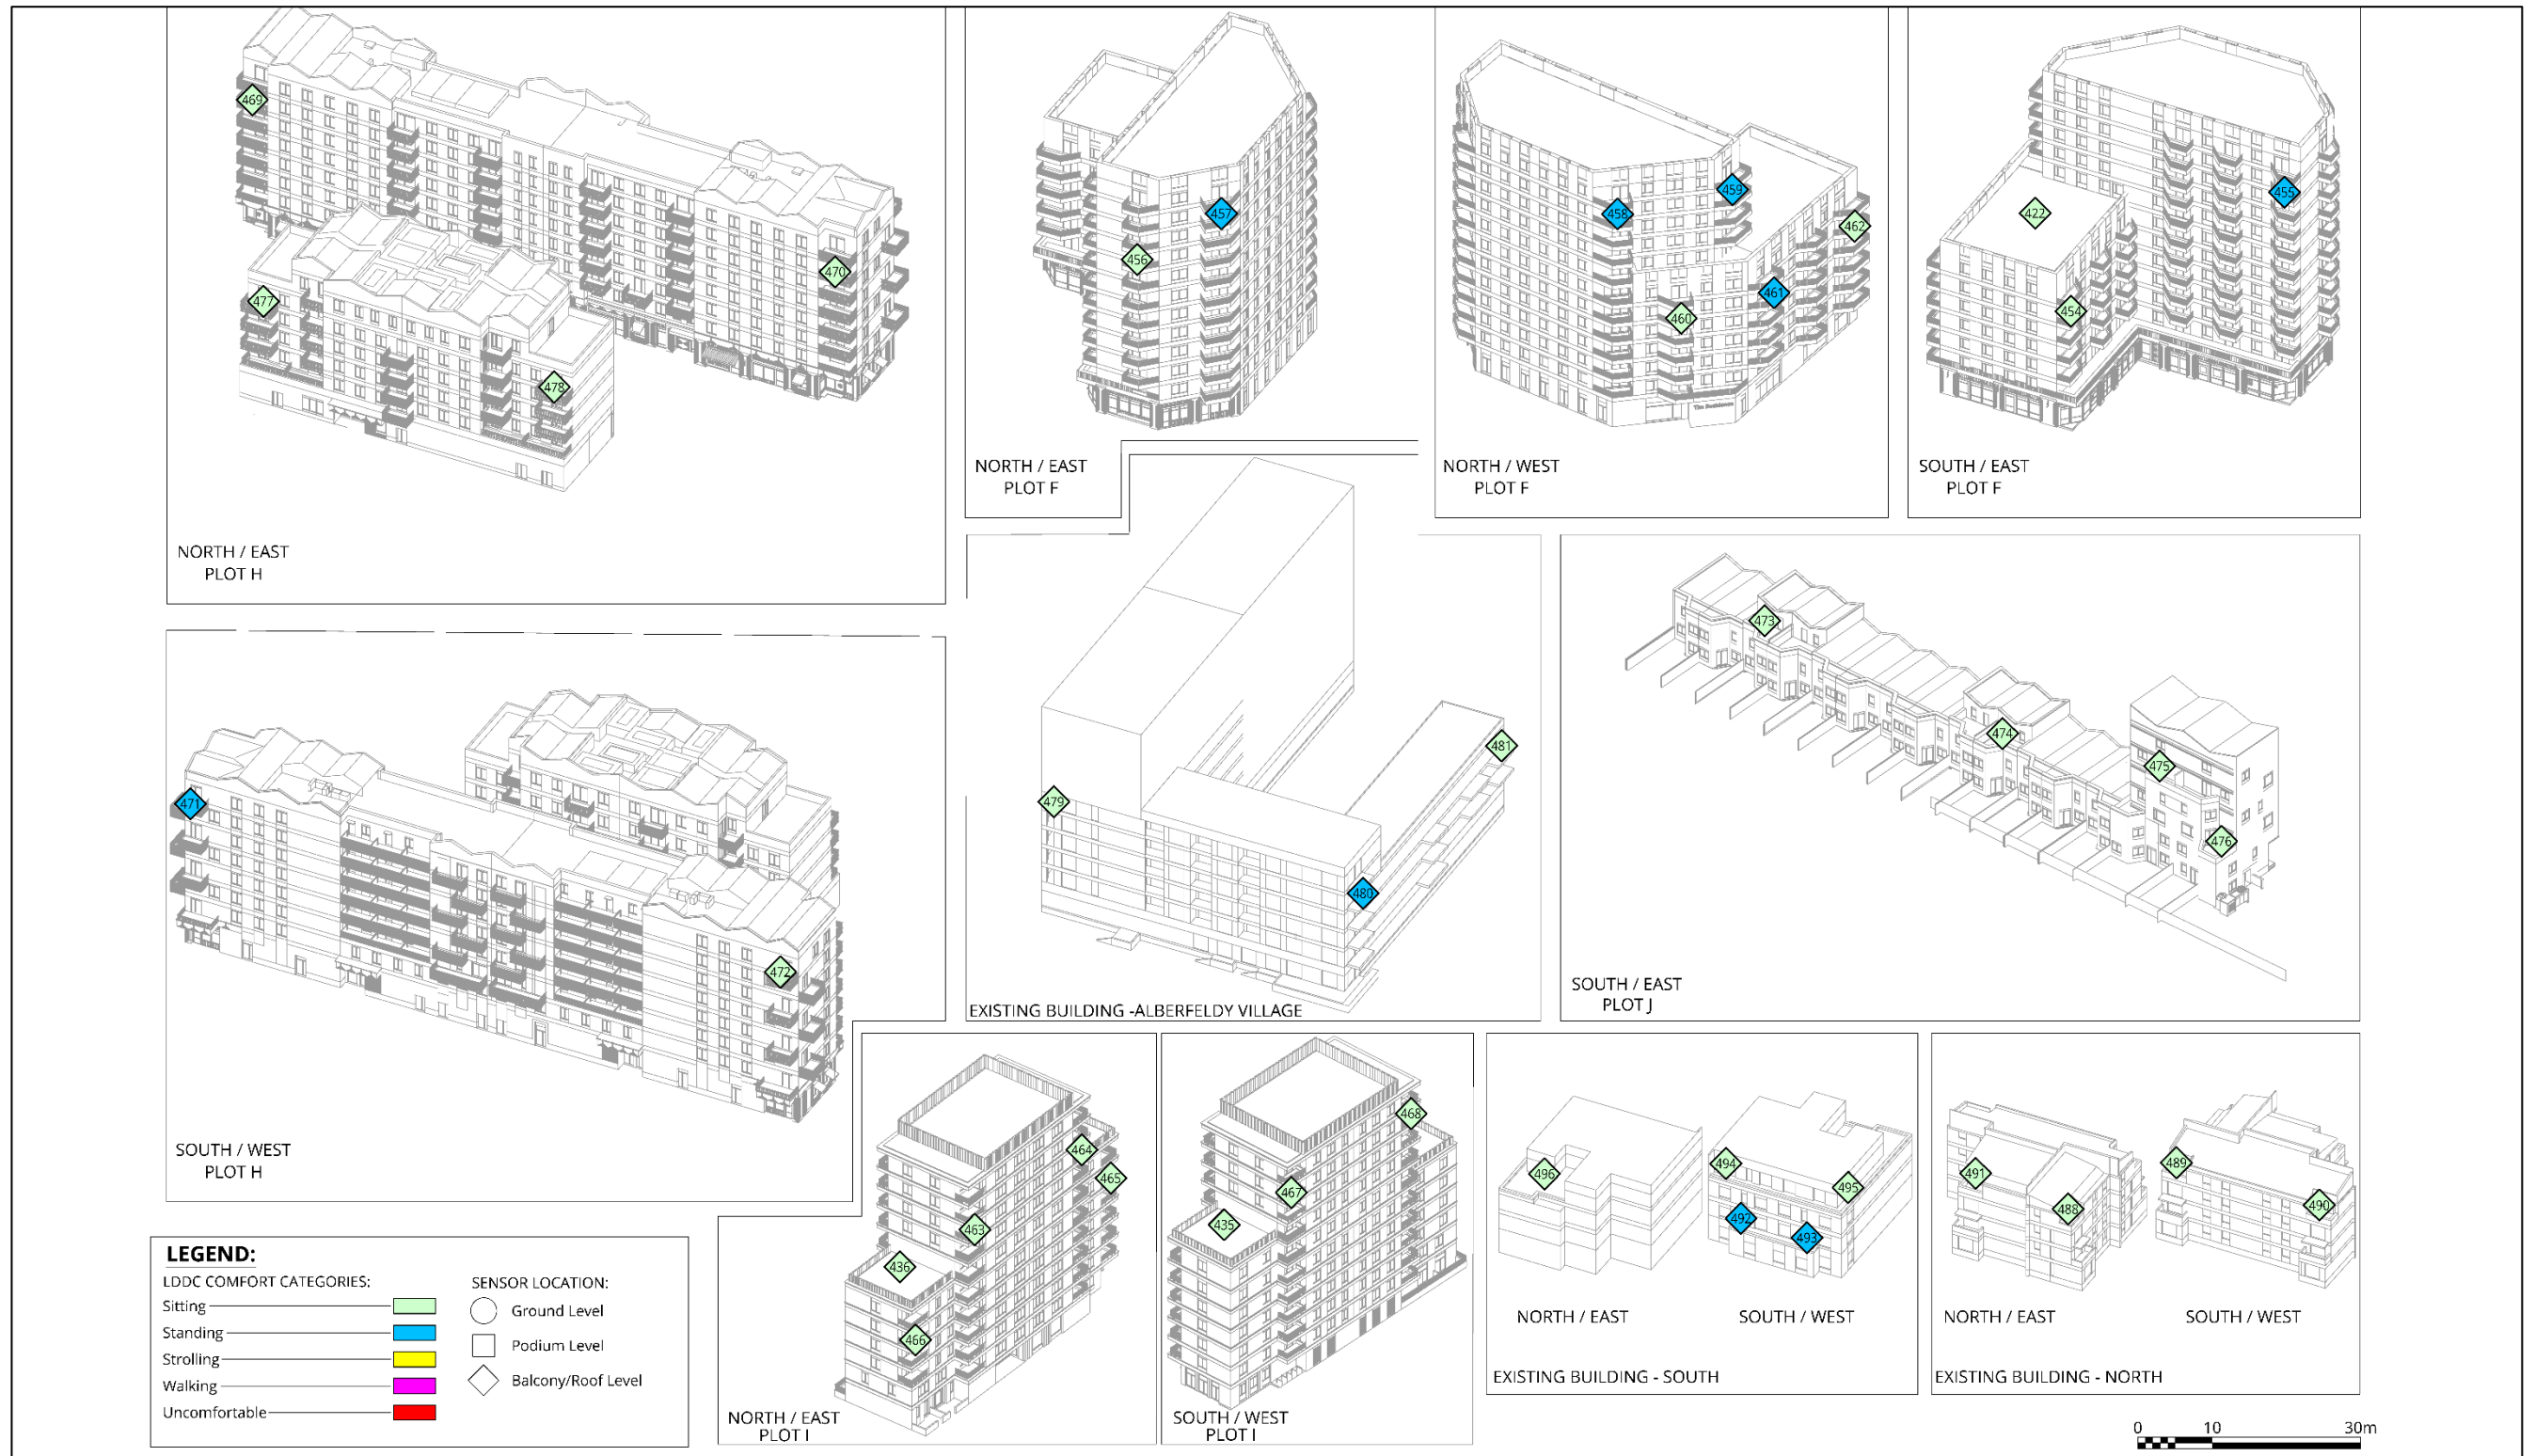 469
470
477
478
NORTH / EAST
PLOT H
457
456
NORTH / EAST
PLOT F
459
458
462
461
460
The Residences
NORTH / WEST
PLOT F
455
422
454
SOUTH / EAST
PLOT F
471
472
SOUTH / WEST
PLOT H
481
479
480
EXISTING BUILDING -ALBERFELDY VILLAGE
473
474
475
476
SOUTH / EAST
PLOT J
464
465
463
436
466
NORTH / EAST
PLOT I
468
467
435
SOUTH / WEST
PLOT I
496
494
495
492
493
NORTH / EAST
SOUTH / WEST
EXISTING BUILDING - SOUTH
491
488
489
490
NORTH / EAST
SOUTH / WEST
EXISTING BUILDING - NORTH
LEGEND:
LDDC COMFORT CATEGORIES:
Sitting
Standing
Strolling
Walking
Uncomfortable
SENSOR LOCATION:
Ground Level
Podium Level
Balcony/Roof Level
0 10 30m